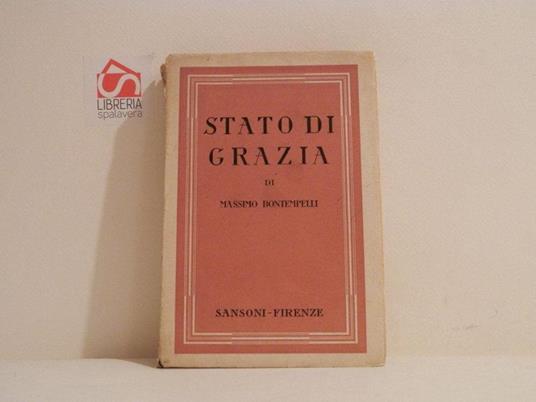 LIBRERIA
spalavera
STATO DI
GRAZIA
DI
MASSIMO BONTEMPELLI
SANSONI-FIRENZE